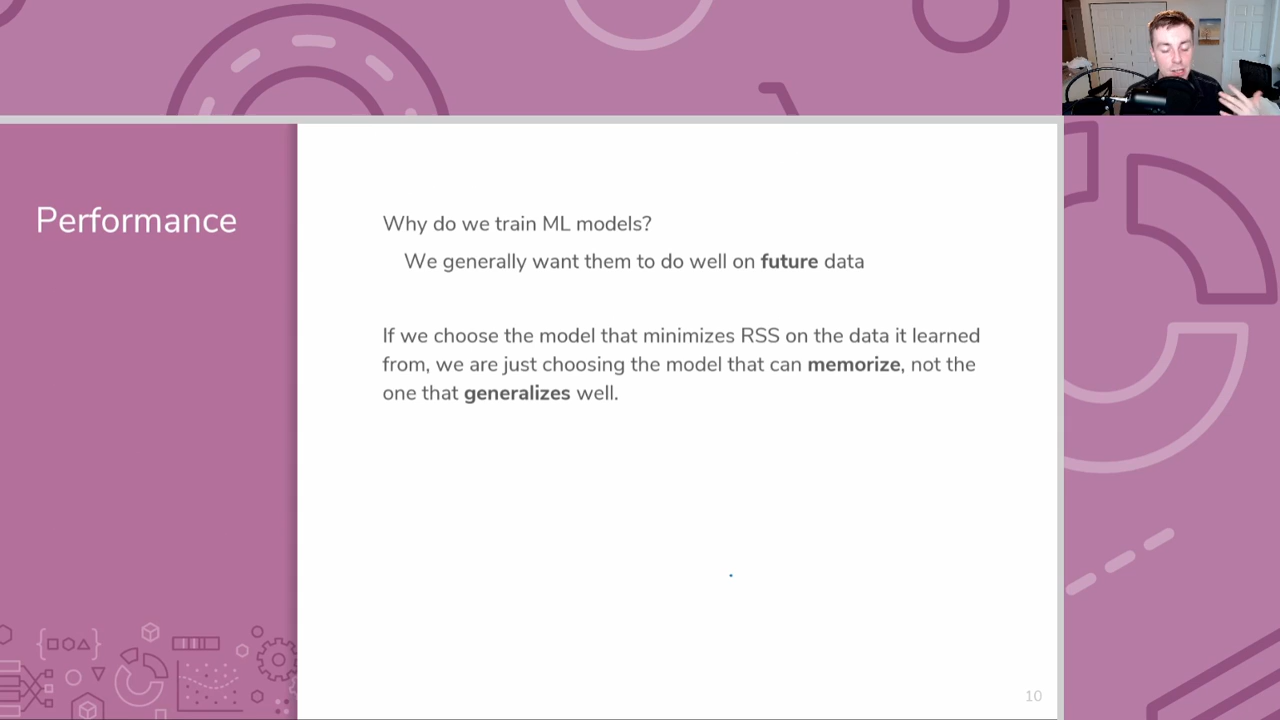 Performance
Why do we train ML models?
We generally want them to do well on future data
If we choose the model that minimizes RSS on the data it learned
from, we are just choosing the model that can memorize, not the
one that generalizes well.
10